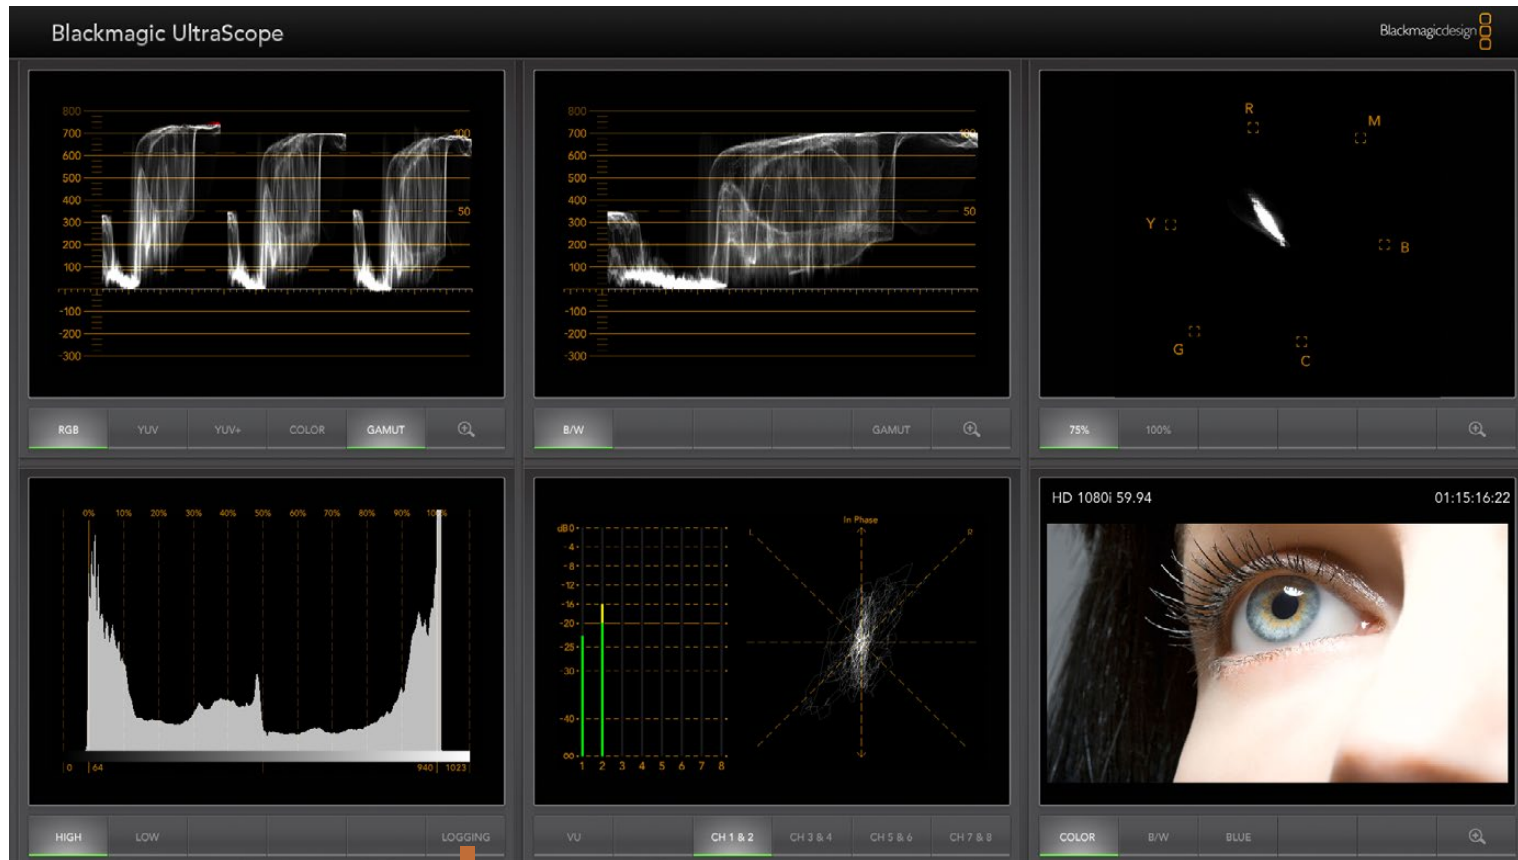 Blackmagic UltraScope
Blackmagicdesign
800
700
600
500
400
300
200
100
-100
-200
-300
100
50
800
700
600
500
400
300
200
100
-100
-200
-300
100
50
R
M
Y
B
G
C
RGB YUV YUV+ COLOR GAMUT
B/W GAMUT
75% 100%
0% 10% 20% 30% 40% 50% 60% 70% 80% 90% 100%
0 64 940 1023
dB 0
-4
-8
-12
-16
-20
-25
-30
-40
∞
1 2 3 4 5 6 7 8
In Phase
L R
HD 1080i 59.94 01:15:16:22
HIGH LOW LOGGING
VU CH 1 & 2 CH 3 & 4 CH 5 & 6 CH 7 & 8
COLOR B/W BLUE